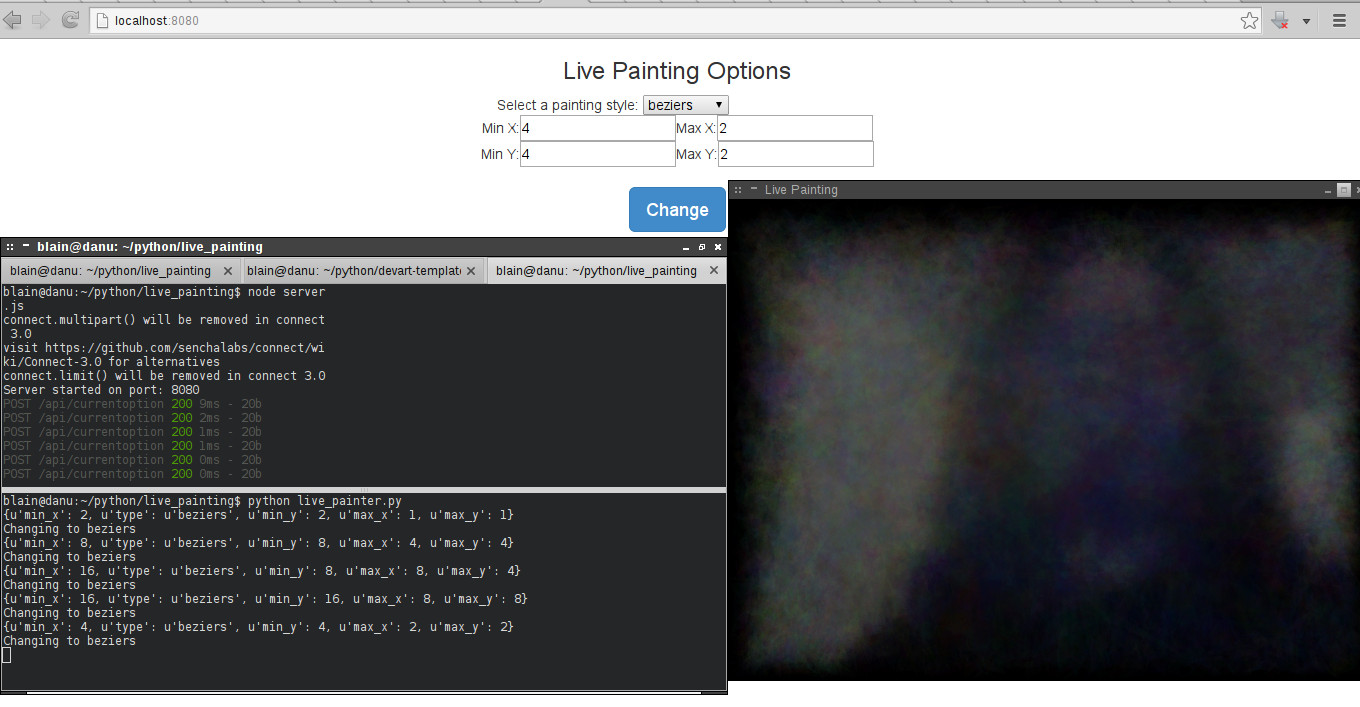 localhost:8080
Live Painting Options
Select a painting style: beziers
Min X: 4 Max X: 2
Min Y: 4 Max Y: 2
Change
Live Painting
blain@danu: ~/python/live_painting
blain@danu: ~/python/live_painting blain@danu: ~/python/devart-template blain@danu: ~/python/live_painting
blain@danu:~/python/live_painting$ node server
.js
connect.multipart() will be removed in connect
3.0
visit https://github.com/senchalabs/connect/wi
ki/Connect-3.0 for alternatives
connect.limit() will be removed in connect 3.0
Server started on port: 8080
POST /api/currentoption 200 9ms - 20b
POST /api/currentoption 200 2ms - 20b
POST /api/currentoption 200 1ms - 20b
POST /api/currentoption 200 1ms - 20b
POST /api/currentoption 200 0ms - 20b
POST /api/currentoption 200 0ms - 20b
blain@danu:~/python/live_painting$ python live_painter.py
{u'min_x': 2, u'type': u'beziers', u'min_y': 2, u'max_x': 1, u'max_y': 1}
Changing to beziers
{u'min_x': 8, u'type': u'beziers', u'min_y': 8, u'max_x': 4, u'max_y': 4}
Changing to beziers
{u'min_x': 16, u'type': u'beziers', u'min_y': 8, u'max_x': 8, u'max_y': 4}
Changing to beziers
{u'min_x': 16, u'type': u'beziers', u'min_y': 16, u'max_x': 8, u'max_y': 8}
Changing to beziers
{u'min_x': 4, u'type': u'beziers', u'min_y': 4, u'max_x': 2, u'max_y': 2}
Changing to beziers